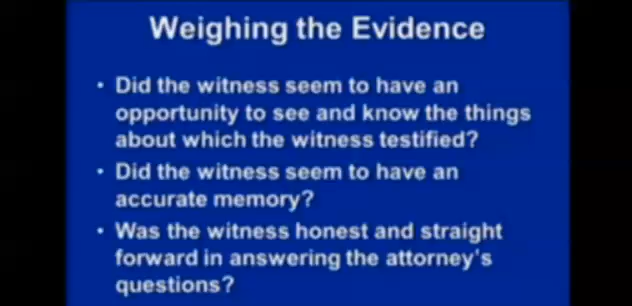 Weighing the Evidence
• Did the witness seem to have an
opportunity to see and know the things
about which the witness testified?
• Did the witness seem to have an
accurate memory?
• Was the witness honest and straight
forward in answering the attorney's
questions?